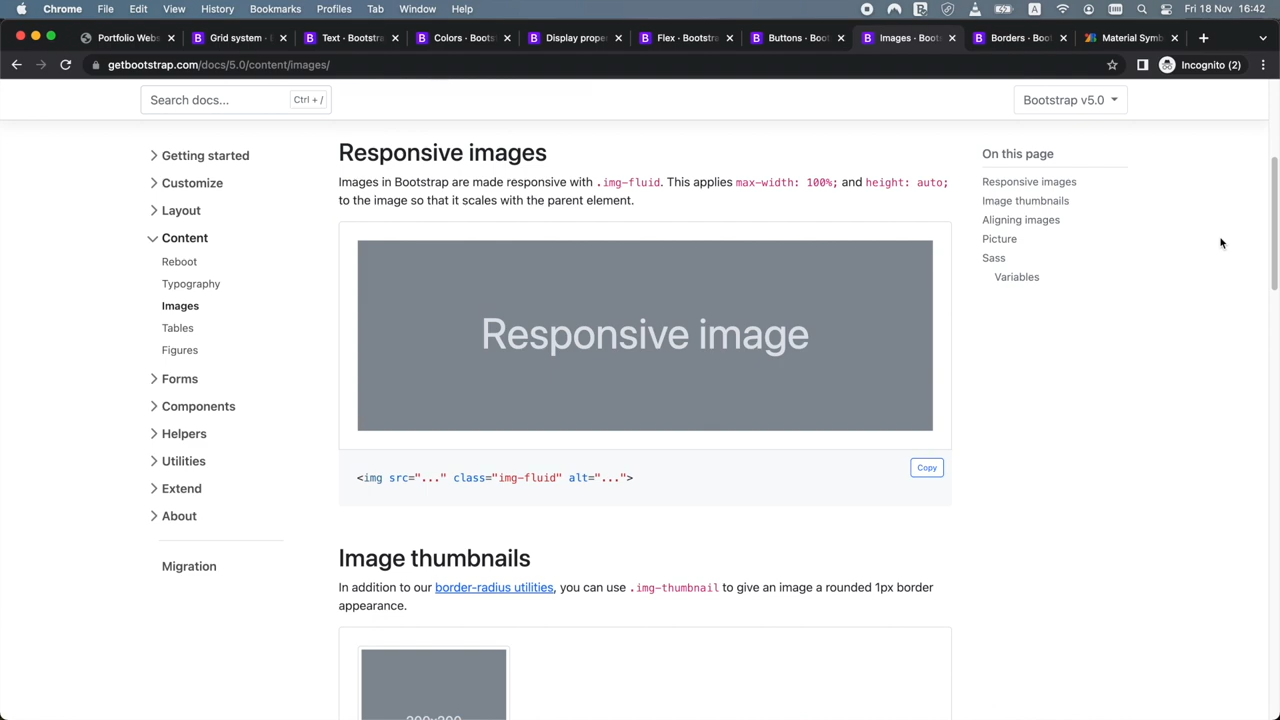 Chrome File Edit View History Bookmarks Profiles Tab Window Help Fri 18 Nov 16:42
Portfolio Webs Grid system - Text · Bootstra Colors · Boots Display prope Flex · Bootstra Buttons · Boot Images · Boots Borders · Boot Material Symb
getbootstrap.com/docs/5.0/content/images/ Incognito (2)
Search docs... Ctrl + / Bootstrap v5.0
Getting started
Customize
Layout
Content
Reboot
Typography
Images
Tables
Figures
Forms
Components
Helpers
Utilities
Extend
About
Migration
Responsive images
Images in Bootstrap are made responsive with .img-fluid. This applies max-width: 100%; and height: auto;
to the image so that it scales with the parent element.
Responsive image
Copy
<img src="..." class="img-fluid" alt="...">
Image thumbnails
In addition to our border-radius utilities, you can use .img-thumbnail to give an image a rounded 1px border
appearance.
200x200
On this page
Responsive images
Image thumbnails
Aligning images
Picture
Sass
Variables